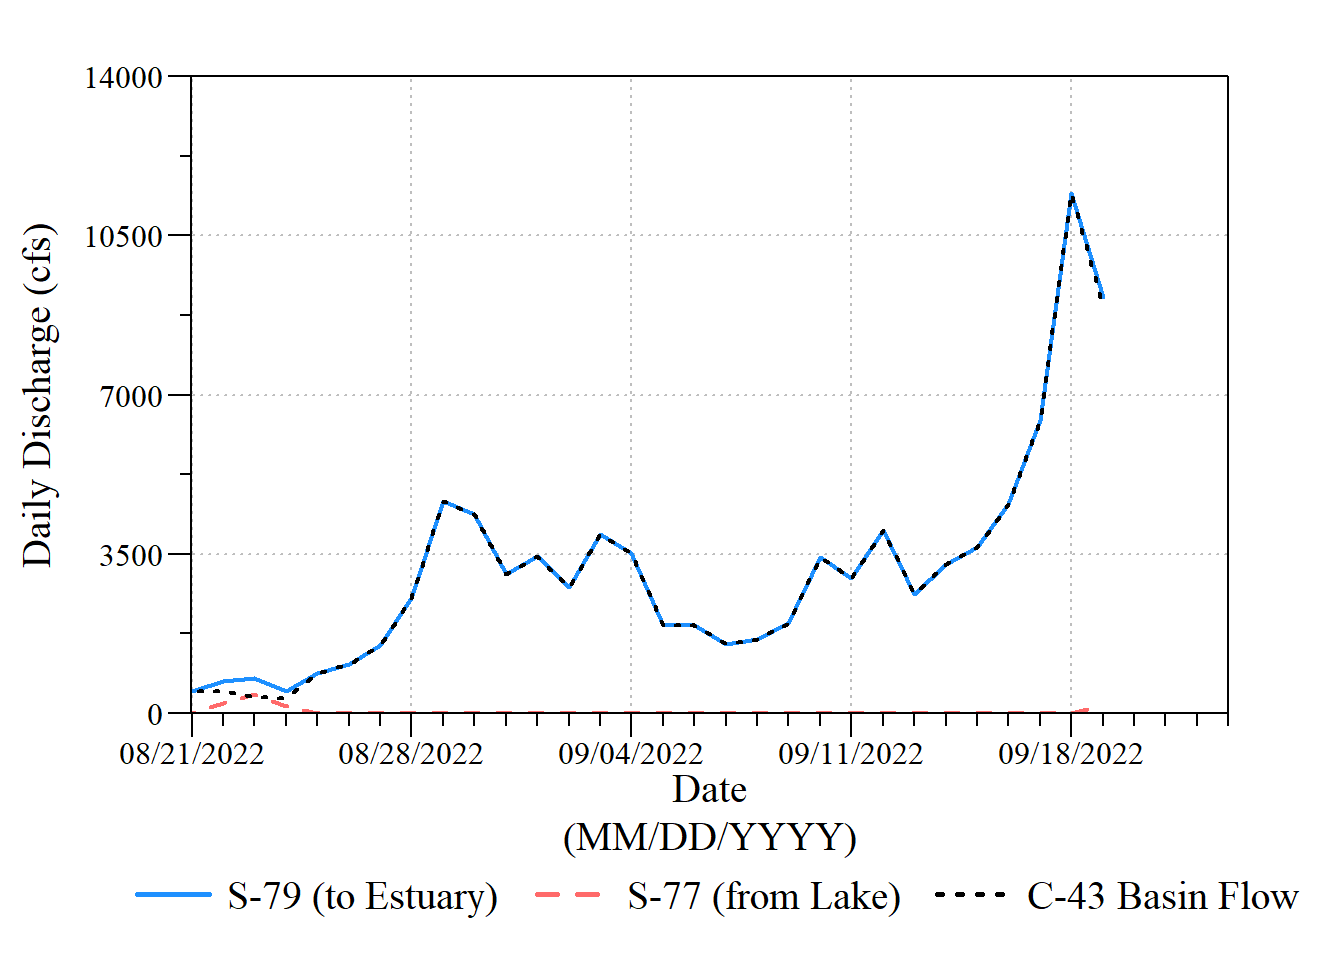 14000
10500
7000
3500
0
Daily Discharge (cfs)
08/21/2022 08/28/2022 09/04/2022 09/11/2022 09/18/2022
Date
(MM/DD/YYYY)
S-79 (to Estuary) S-77 (from Lake) C-43 Basin Flow